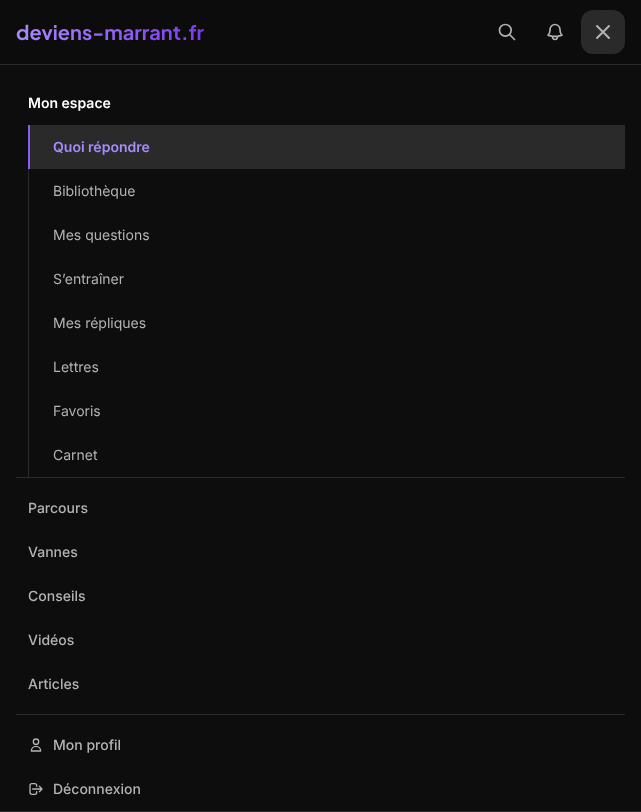 deviens-marrant.fr
Mon espace
Quoi répondre
Bibliothèque
Mes questions
S’entraîner
Mes répliques
Lettres
Favoris
Carnet
Parcours
Vannes
Conseils
Vidéos
Articles
Mon profil
Déconnexion